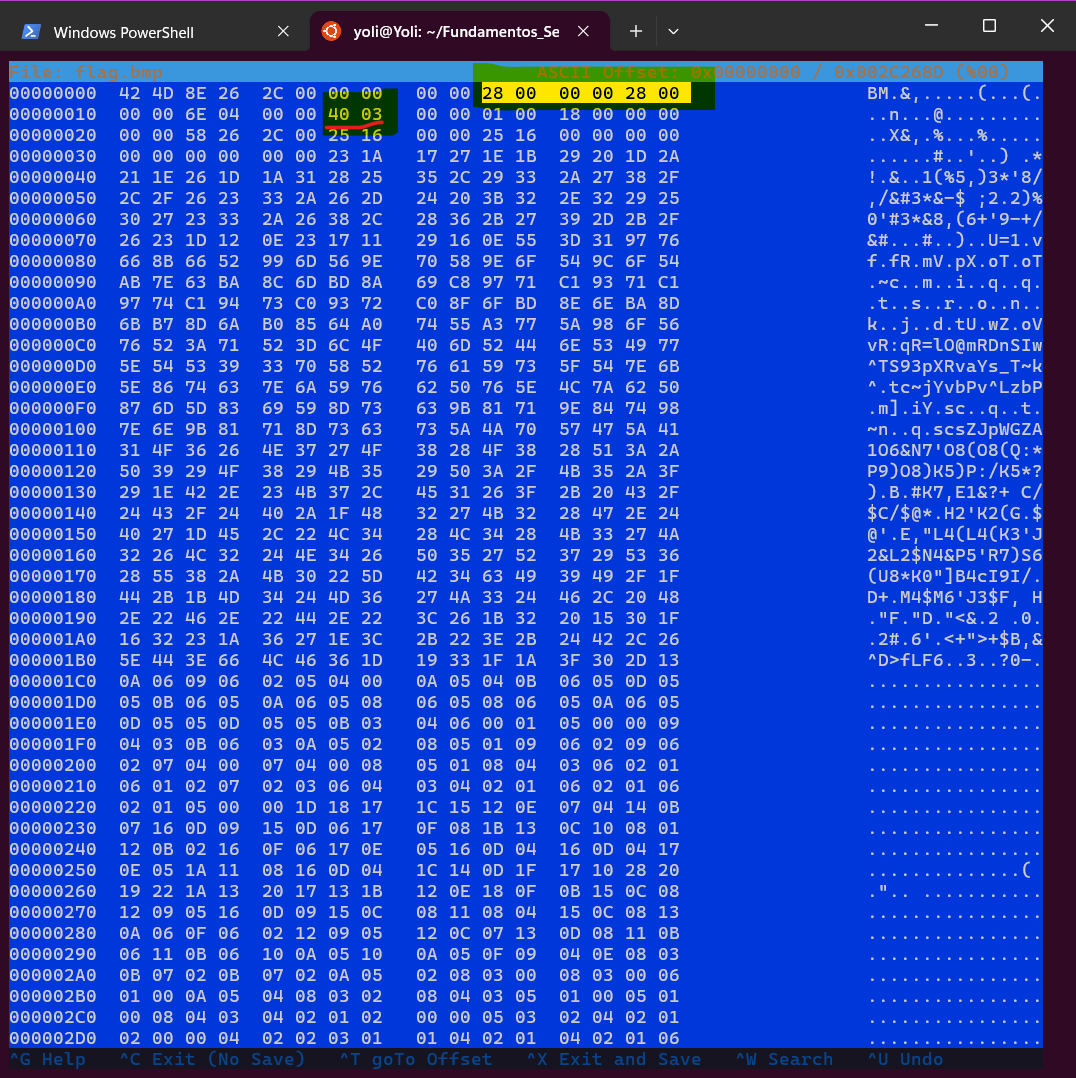 Windows PowerShell
yoli@Yoli: ~/Fundamentos_Se
File: flag.bmp ASCII Offset: 0x00000000 / 0x002C268D (%00)
00000000 42 4D 8E 26 2C 00 00 00 00 00 28 00 00 00 28 00 BM.&,.....(...(.
00000010 00 00 6E 04 00 00 40 03 00 00 01 00 18 00 00 00 ..n...@.........
00000020 00 00 58 26 2C 00 25 16 00 00 25 16 00 00 00 00 ..X&,.%...%.....
00000030 00 00 00 00 00 00 23 1A 17 27 1E 1B 29 20 1D 2A ......#..'..) .*
00000040 21 1E 26 1D 1A 31 28 25 35 2C 29 33 2A 27 38 2F !.&..1(%5,)3*'8/
00000050 2C 2F 26 23 33 2A 26 2D 24 20 3B 32 2E 32 29 25 ,/&#3*&-$ ;2.2)%
00000060 30 27 23 33 2A 26 38 2C 28 36 2B 27 39 2D 2B 2F 0'#3*&8,(6+'9-+/
00000070 26 23 1D 12 0E 23 17 11 29 16 0E 55 3D 31 97 76 &#...#..)..U=1.v
00000080 66 8B 66 52 99 6D 56 9E 70 58 9E 6F 54 9C 6F 54 f.fR.mV.pX.oT.oT
00000090 AB 7E 63 BA 8C 6D BD 8A 69 C8 97 71 C1 93 71 C1 .~c..m..i..q..q.
000000A0 97 74 C1 94 73 C0 93 72 C0 8F 6F BD 8E 6E BA 8D .t..s..r..o..n..
000000B0 6B B7 8D 6A B0 85 64 A0 74 55 A3 77 5A 98 6F 56 k..j..d.tU.wZ.oV
000000C0 76 52 3A 71 52 3D 6C 4F 40 6D 52 44 6E 53 49 77 vR:qR=lO@mRDnSIw
000000D0 5E 54 53 39 33 70 58 52 76 61 59 73 5F 54 7E 6B ^TS93pXRvaYs_T~k
000000E0 5E 86 74 63 7E 6A 59 76 62 50 76 5E 4C 7A 62 50 ^.tc~jYvbPv^LzbP
000000F0 87 6D 5D 83 69 59 8D 73 63 9B 81 71 9E 84 74 98 .m].iY.sc..q..t.
00000100 7E 6E 9B 81 71 8D 73 63 73 5A 4A 70 57 47 5A 41 ~n..q.scsZJpWGZA
00000110 31 4F 36 26 4E 37 27 4F 38 28 4F 38 28 51 3A 2A 1O6&N7'O8(O8(Q:*
00000120 50 39 29 4F 38 29 4B 35 29 50 3A 2F 4B 35 2A 3F P9)O8)K5)P:/K5*?
00000130 29 1E 42 2E 23 4B 37 2C 45 31 26 3F 2B 20 43 2F ).B.#K7,E1&?+ C/
00000140 24 43 2F 24 40 2A 1F 48 32 27 4B 32 28 47 2E 24 $C/$@*.H2'K2(G.$
00000150 40 27 1D 45 2C 22 4C 34 28 4C 34 28 4B 33 27 4A @'.E,"L4(L4(K3'J
00000160 32 26 4C 32 24 4E 34 26 50 35 27 52 37 29 53 36 2&L2$N4&P5'R7)S6
00000170 28 55 38 2A 4B 30 22 5D 42 34 63 49 39 49 2F 1F (U8*K0"]B4cI9I/.
00000180 44 2B 1B 4D 34 24 4D 36 27 4A 33 24 46 2C 20 48 D+.M4$M6'J3$F, H
00000190 2E 22 46 2E 22 44 2E 22 3C 26 1B 32 20 15 30 1F ."F."D."<&.2 .0.
000001A0 16 32 23 1A 36 27 1E 3C 2B 22 3E 2B 24 42 2C 26 .2#.6'.<+">+$B,&
000001B0 5E 44 3E 66 4C 46 36 1D 19 33 1F 1A 3F 30 2D 13 ^D>fLF6..3..?0-.
000001C0 0A 06 09 06 02 05 04 00 0A 05 04 0B 06 05 0D 05 ................
000001D0 05 0B 06 05 0A 06 05 08 06 05 08 06 05 0A 06 05 ................
000001E0 0D 05 05 0D 05 05 0B 03 04 06 00 01 05 00 00 09 ................
000001F0 04 03 0B 06 03 0A 05 02 08 05 01 09 06 02 09 06 ................
00000200 02 07 04 00 07 04 00 08 05 01 08 04 03 06 02 01 ................
00000210 06 01 02 07 02 03 06 04 03 04 02 01 06 02 01 06 ................
00000220 02 01 05 00 00 1D 18 17 1C 15 12 0E 07 04 14 0B ................
00000230 07 16 0D 09 15 0D 06 17 0F 08 1B 13 0C 10 08 01 ................
00000240 12 0B 02 16 0F 06 17 0E 05 16 0D 04 16 0D 04 17 ................
00000250 0E 05 1A 11 08 16 0D 04 1C 14 0D 1F 17 10 28 20 ..............(
00000260 19 22 1A 13 20 17 13 1B 12 0E 18 0F 0B 15 0C 08 .".. ...........
00000270 12 09 05 16 0D 09 15 0C 08 11 08 04 15 0C 08 13 ................
00000280 0A 06 0F 06 02 12 09 05 12 0C 07 13 0D 08 11 0B ................
00000290 06 11 0B 06 10 0A 05 10 0A 05 0F 09 04 0E 08 03 ................
000002A0 0B 07 02 0B 07 02 0A 05 02 08 03 00 08 03 00 06 ................
000002B0 01 00 0A 05 04 08 03 02 08 04 03 05 01 00 05 01 ................
000002C0 00 08 04 03 04 02 01 02 00 00 05 03 02 04 02 01 ................
000002D0 02 00 00 04 02 02 03 01 01 04 02 01 04 02 01 06 ................
^G Help ^C Exit (No Save) ^T goTo Offset ^X Exit and Save ^W Search ^U Undo